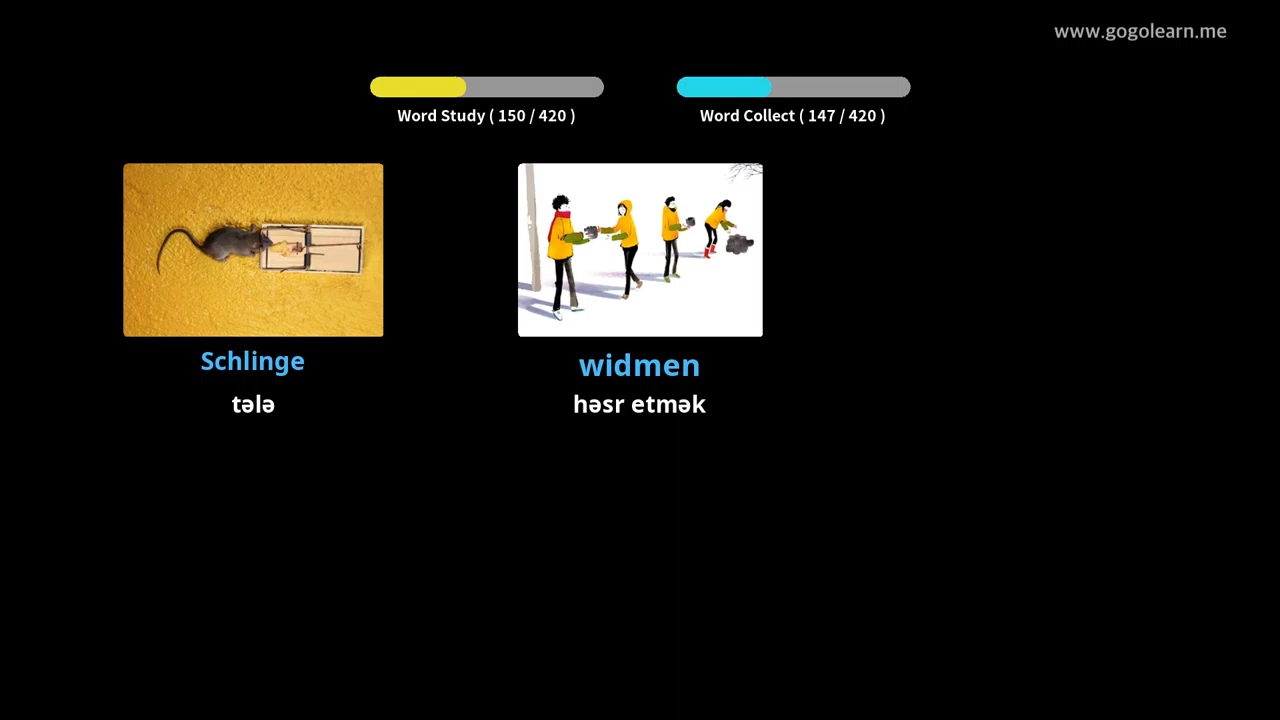 www.gogolearn.me
Word Study ( 150 / 420 )
Word Collect ( 147 / 420 )
Schlinge
tələ
widmen
həsr etmək